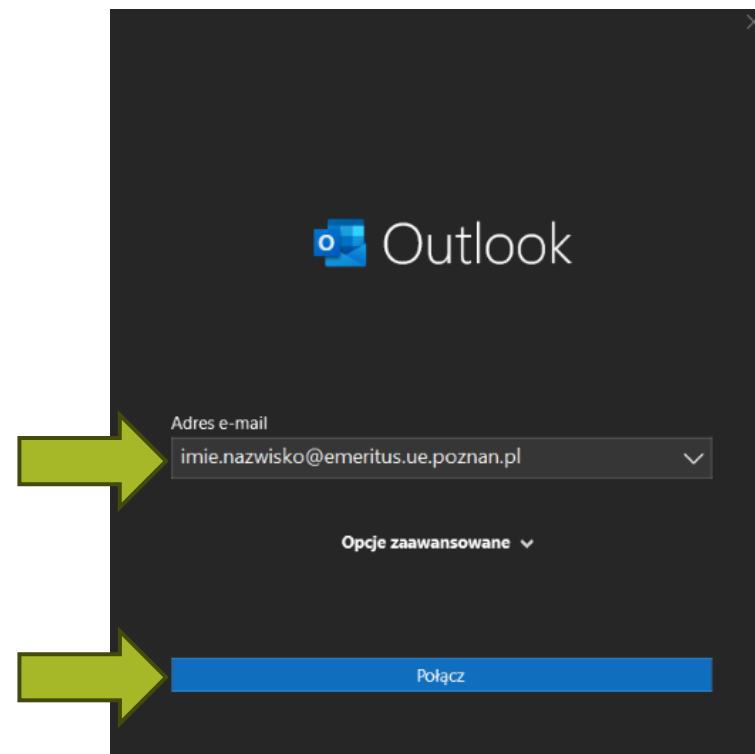 Outlook
Adres e-mail
imie.nazwisko@emeritus.ue.poznan.pl
Opcje zaawansowane
Połącz